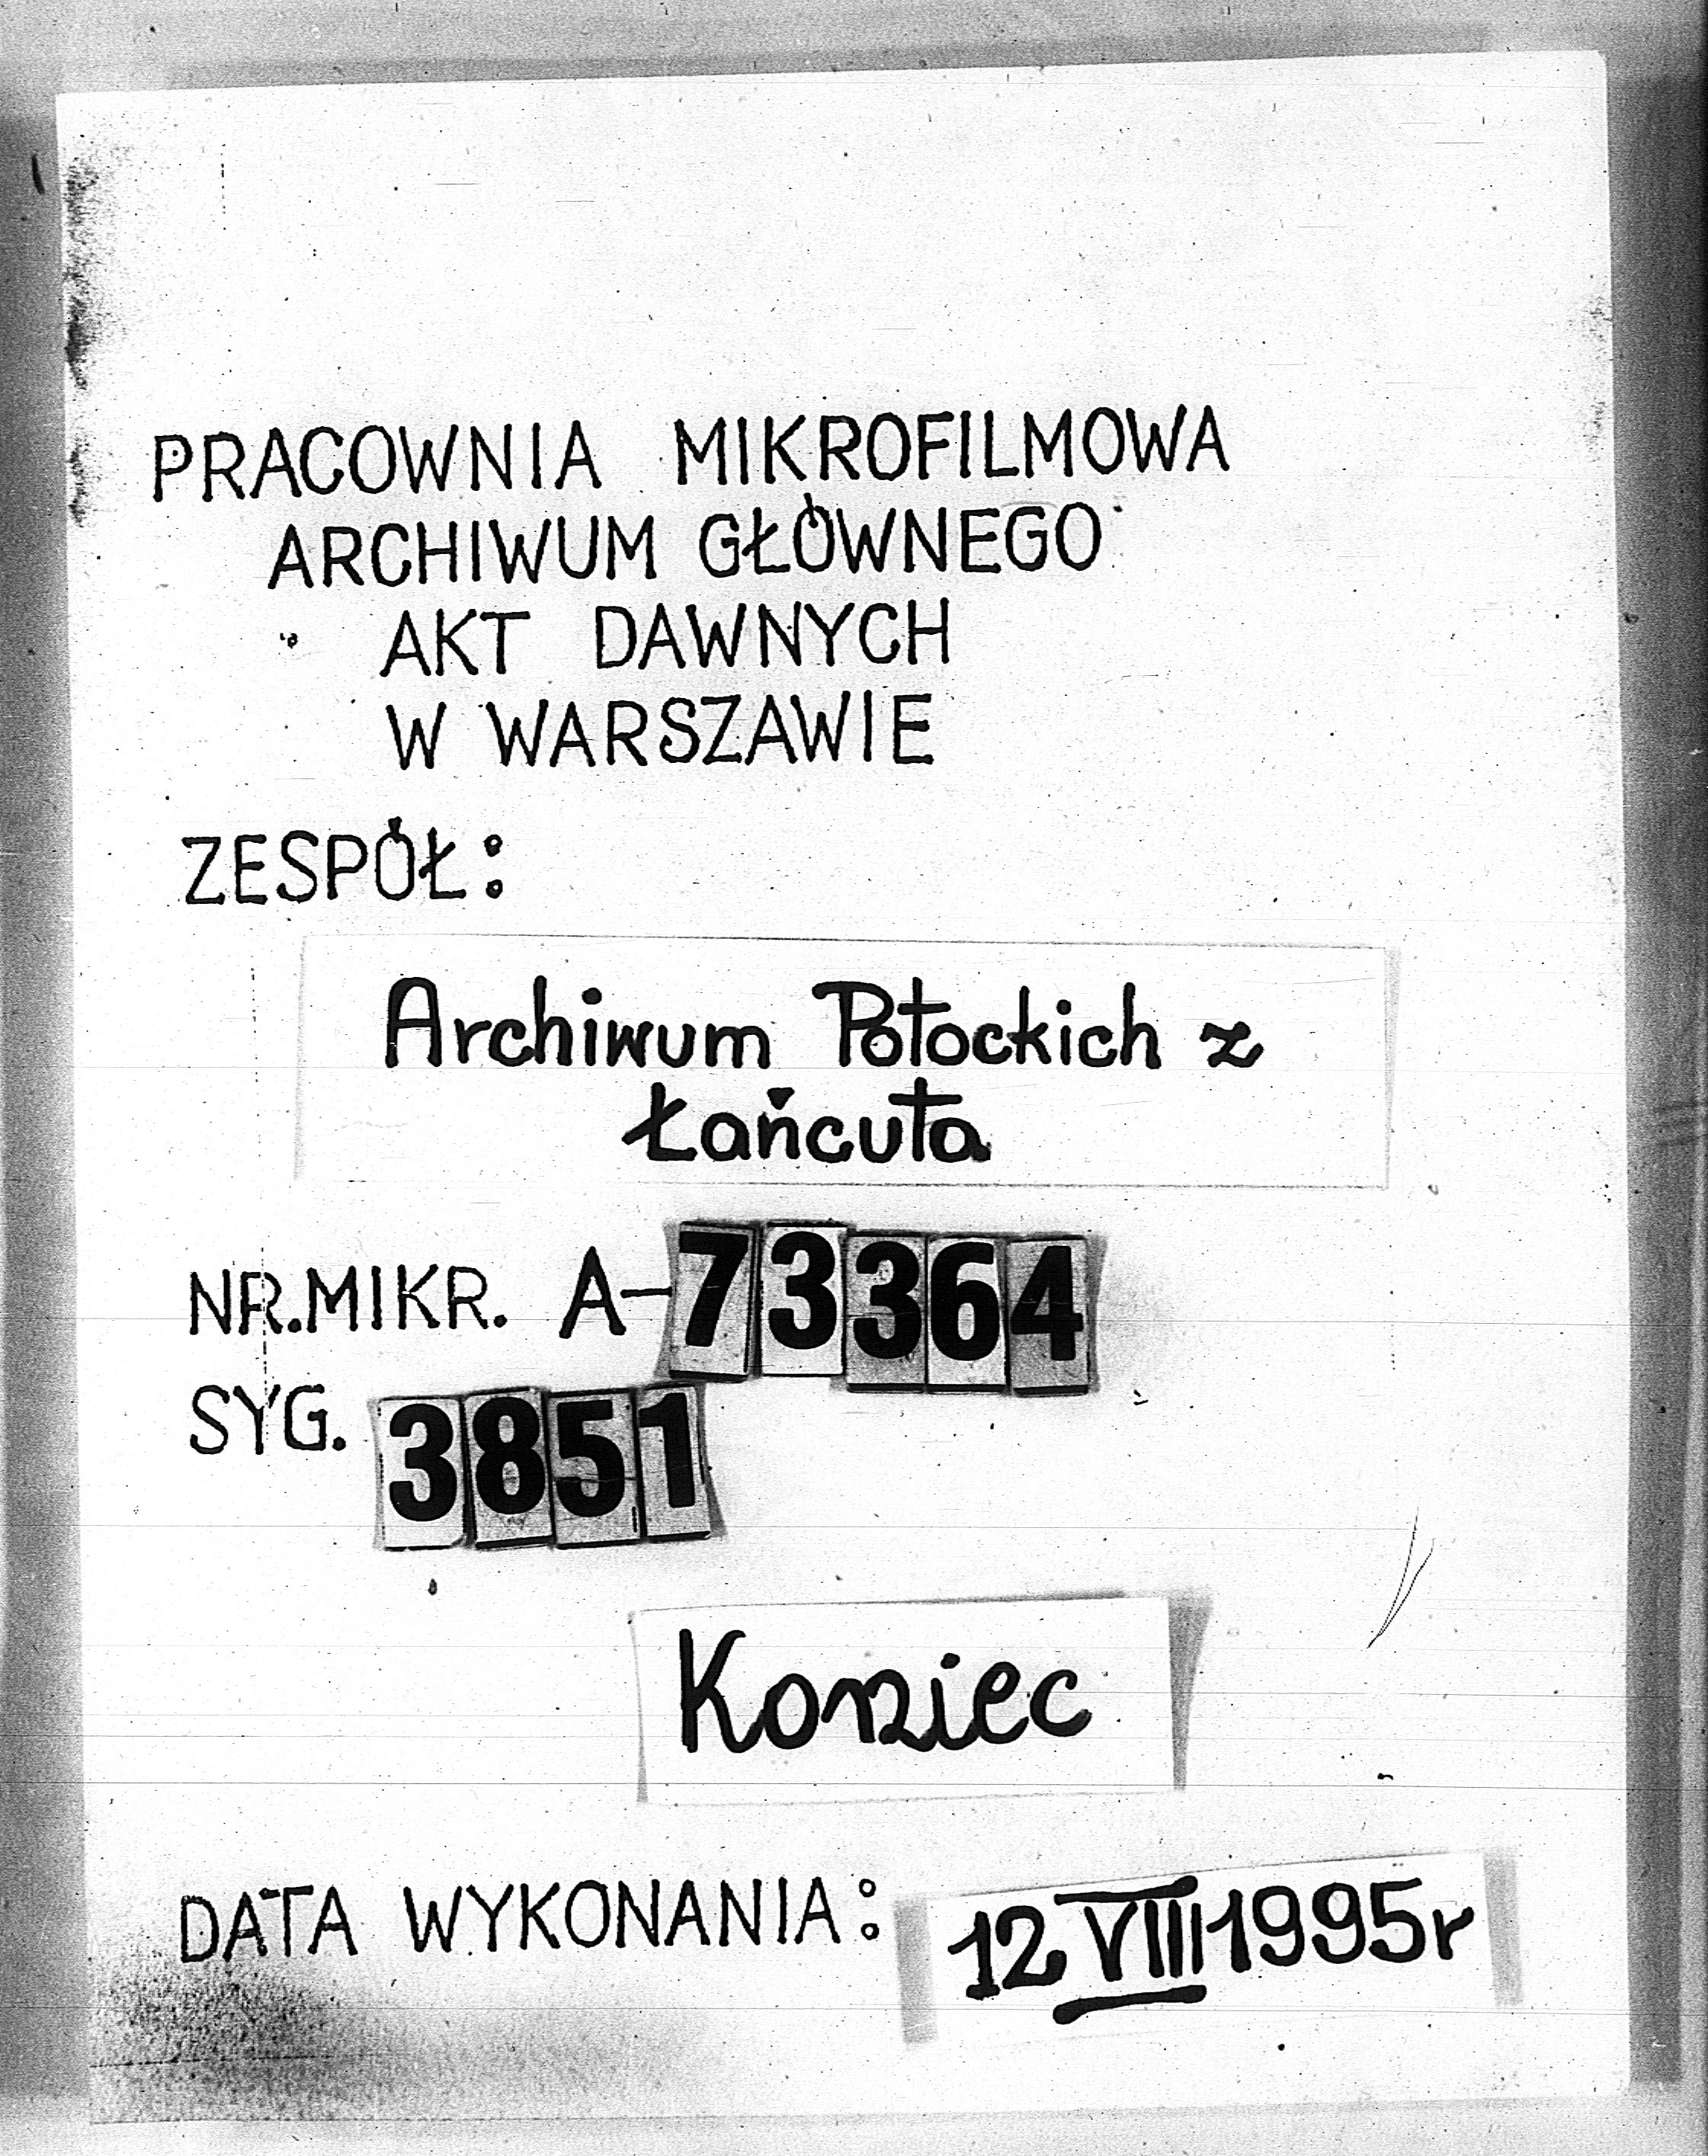 PRACOWNIA MIKROFILMOWA
ARCHIWUM GŁÓWNEGO
AKT DAWNYCH
W WARSZAWIE
ZESPÓŁ:
Archiwum Potockich z
Łańcuta
NR.MIKR. A-73364
SYG. 3851
Koniec
DATA WYKONANIA: 12 VIII 1995r